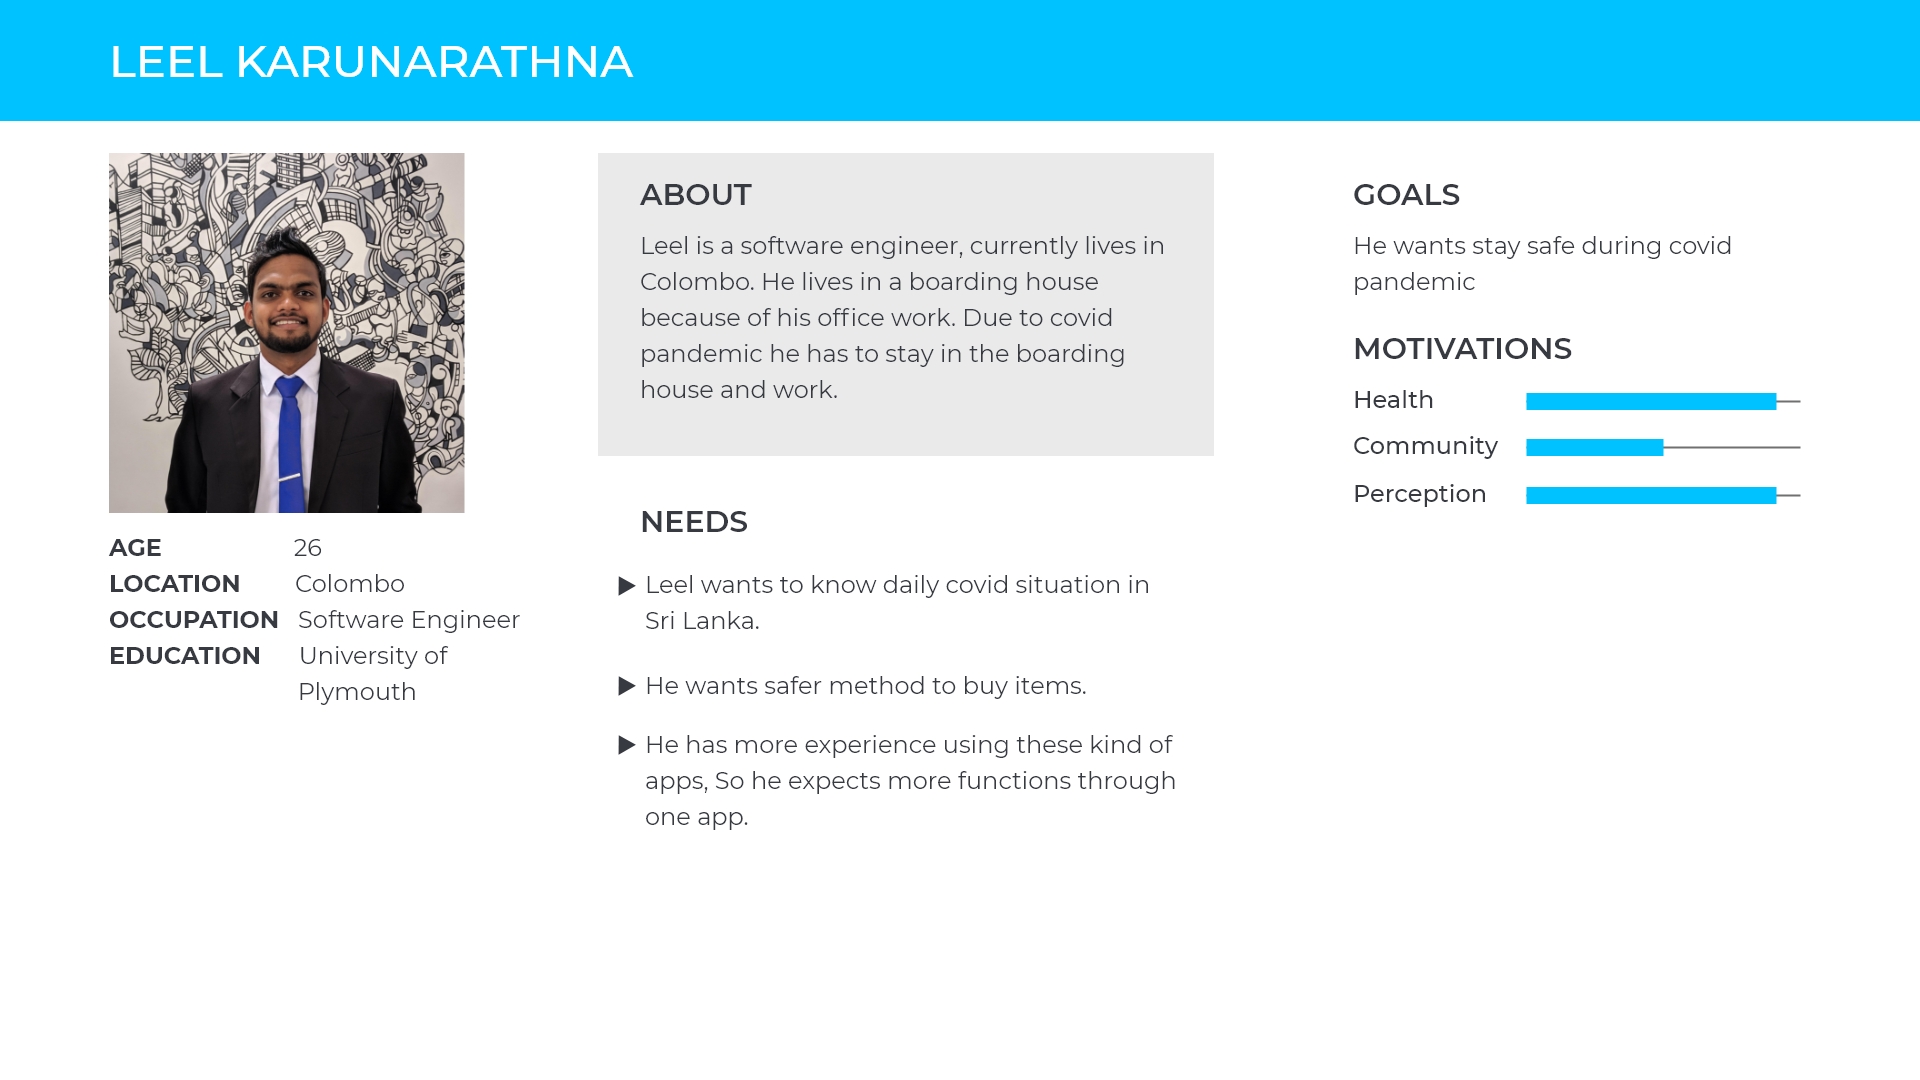 LEEL KARUNARATHNA
AGE 26
LOCATION Colombo
OCCUPATION Software Engineer
EDUCATION University of
Plymouth
ABOUT
Leel is a software engineer, currently lives in
Colombo. He lives in a boarding house
because of his office work. Due to covid
pandemic he has to stay in the boarding
house and work.
NEEDS
▶ Leel wants to know daily covid situation in
Sri Lanka.
▶ He wants safer method to buy items.
▶ He has more experience using these kind of
apps, So he expects more functions through
one app.
GOALS
He wants stay safe during covid
pandemic
MOTIVATIONS
Health
Community
Perception